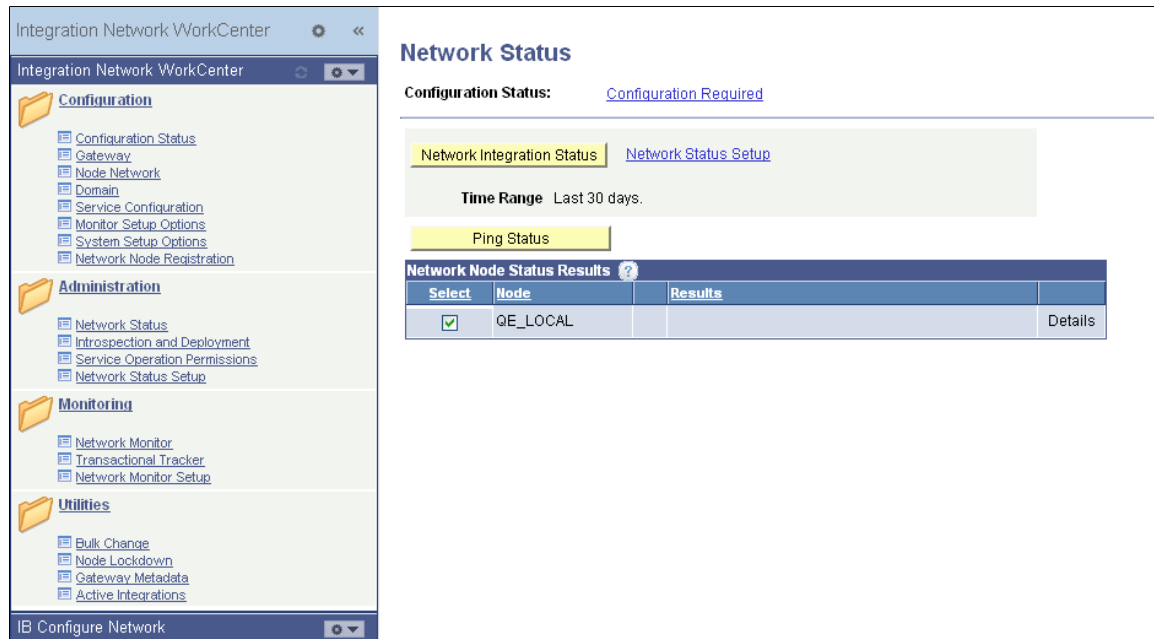 Integration Network WorkCenter
Integration Network WorkCenter
Configuration
Configuration Status
Gateway
Node Network
Domain
Service Configuration
Monitor Setup Options
System Setup Options
Network Node Registration
Administration
Network Status
Introspection and Deployment
Service Operation Permissions
Network Status Setup
Monitoring
Network Monitor
Transactional Tracker
Network Monitor Setup
Utilities
Bulk Change
Node Lockdown
Gateway Metadata
Active Integrations
IB Configure Network
Network Status
Configuration Status: Configuration Required
Network Integration Status Network Status Setup
Time Range Last 30 days.
Ping Status
Network Node Status Results ?
Select Node Results
QE_LOCAL Details